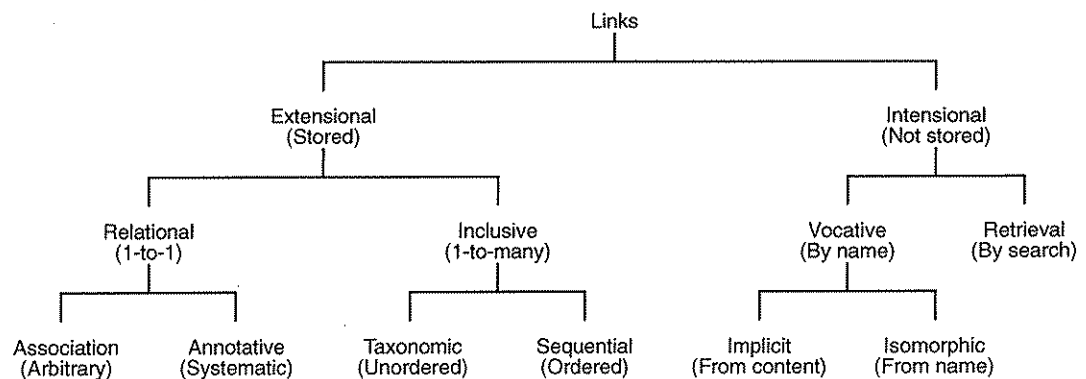 Links
Extensional
(Stored)
Intensional
(Not stored)
Relational
(1-to-1)
Inclusive
(1-to-many)
Vocative
(By name)
Retrieval
(By search)
Association
(Arbitrary)
Annotative
(Systematic)
Taxonomic
(Unordered)
Sequential
(Ordered)
Implicit
(From content)
Isomorphic
(From name)